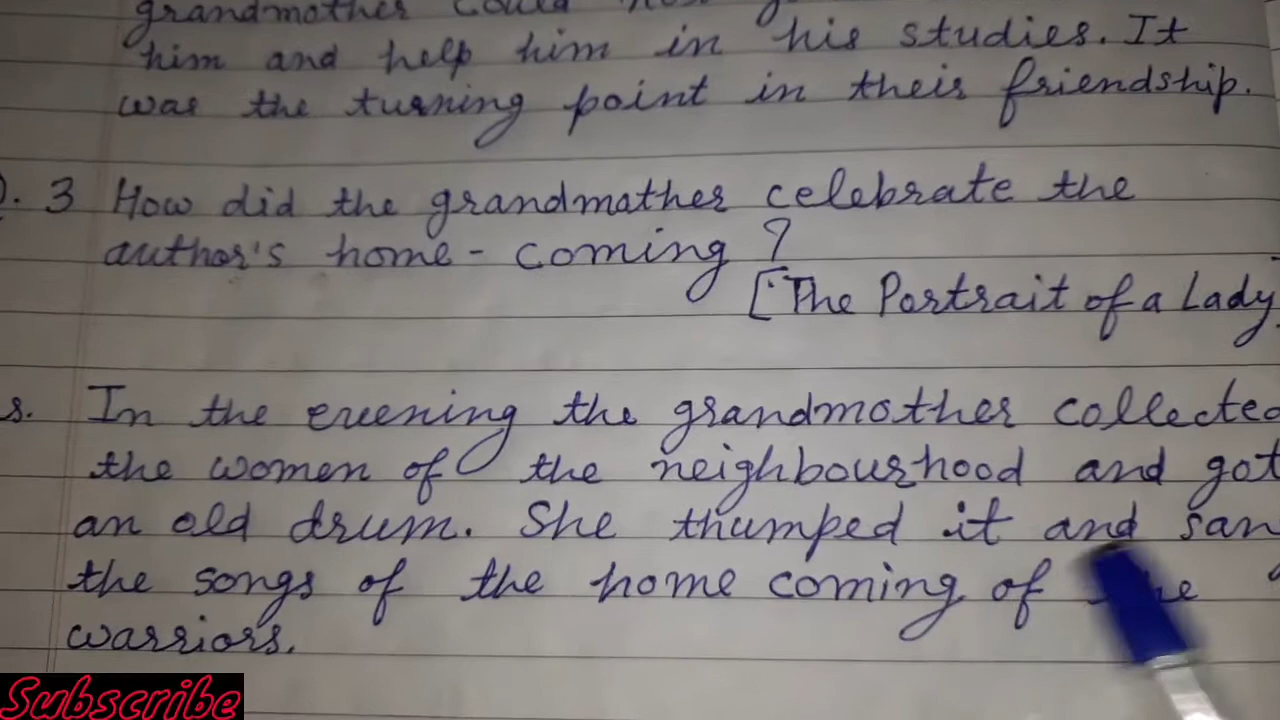 grandmother could
him and help him in his studies. It
was the turning point in their friendship.
. 3 How did the grandmather celebrate the
author's home - coming ?
[The Portrait of a Lady
s. In the evening the grandmother collected
the women of the neighbourhood and got
an old drum. She thumped it and san
the songs of the home coming of
warriors.
Subscribe